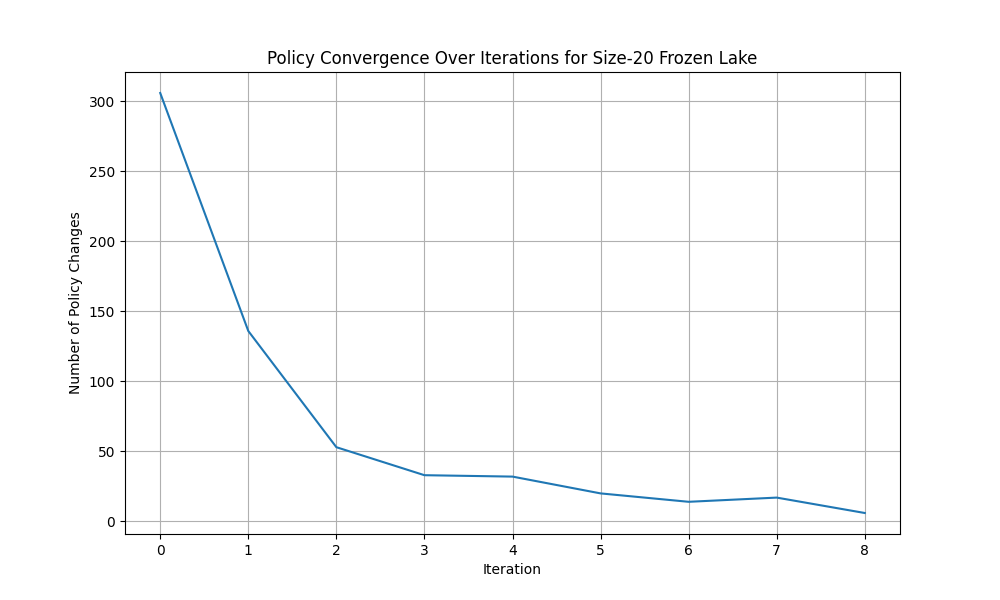 Policy Convergence Over Iterations for Size-20 Frozen Lake
Number of Policy Changes
300
250
200
150
100
50
0
0 1 2 3 4 5 6 7 8
Iteration